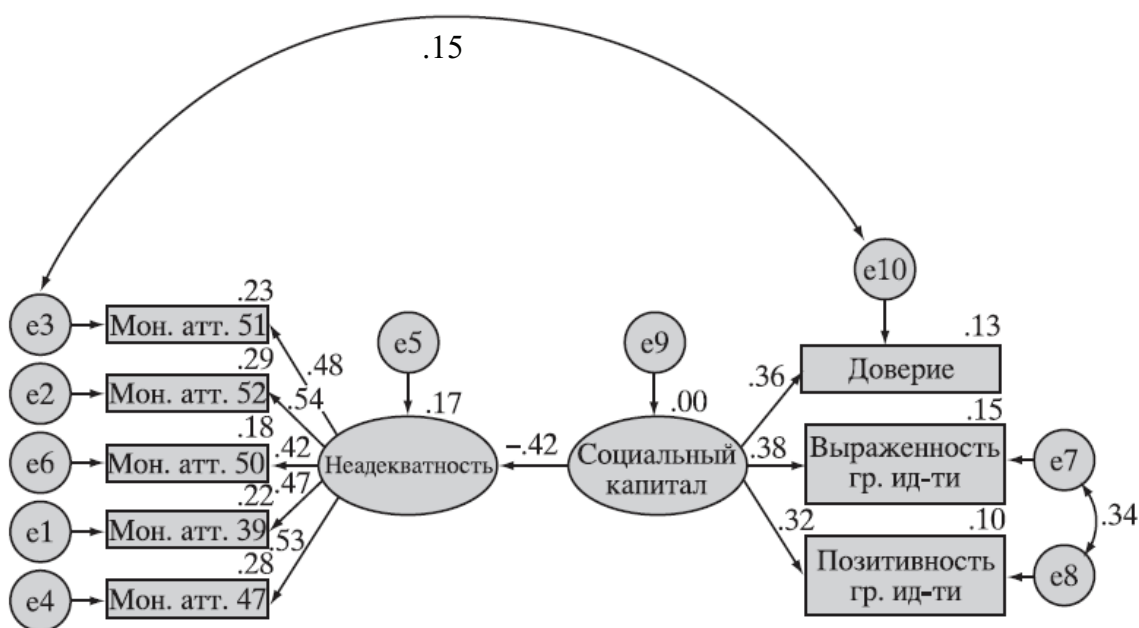 .15
e10
.23
.13
e3
Мон. атт. 51
e5
e9
Доверие
.29
.48
.36
e2
Мон. атт. 52
.54
.17
.00
.15
.18
e6
Мон. атт. 50
.42
Неадекватность
–.42
Социальный
капитал
.38
Выраженность
гр. ид-ти
e7
.22
.47
e1
Мон. атт. 39
.32
.10
.34
.28
.53
e4
Мон. атт. 47
Позитивность
гр. ид-ти
e8